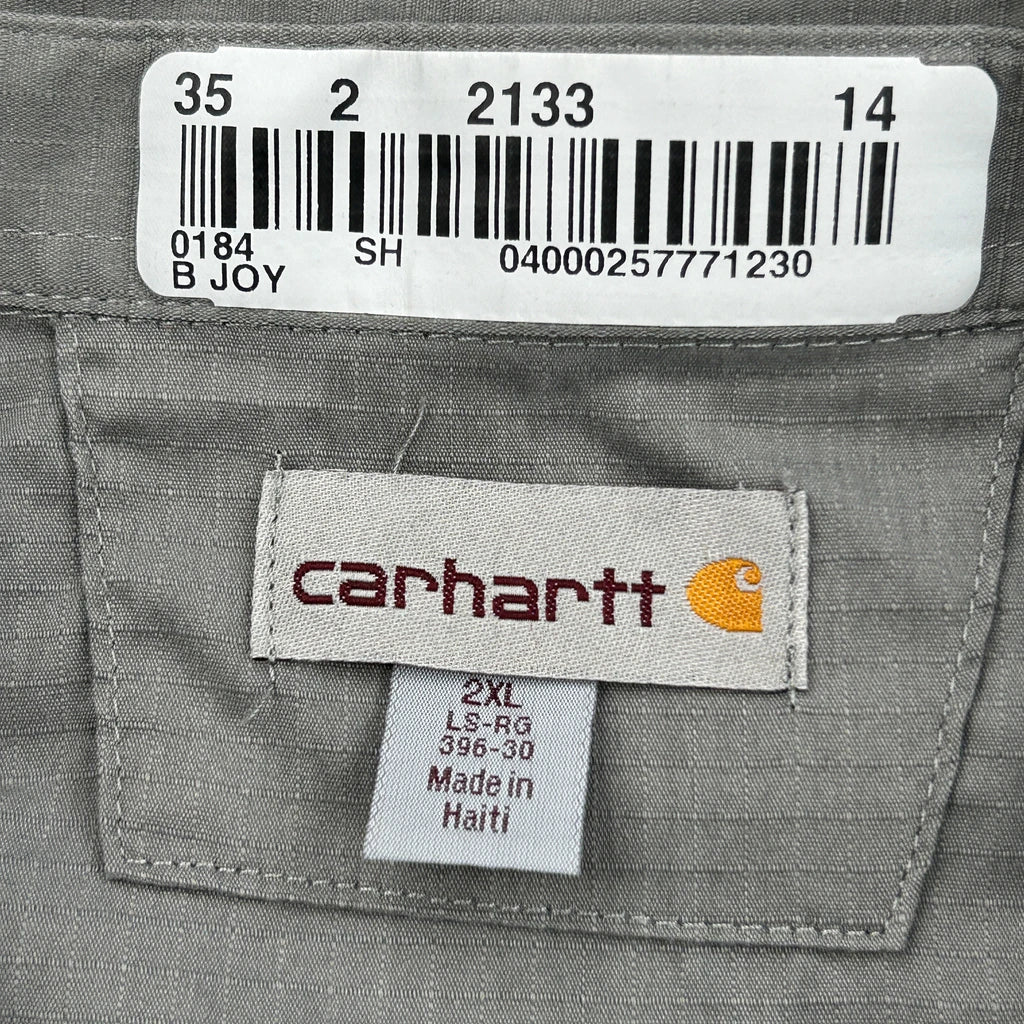 35 2 2133 14
0184 SH 04000257771230
B JOY
carhartt
2XL
LS-RG
396-30
Made in
Haiti